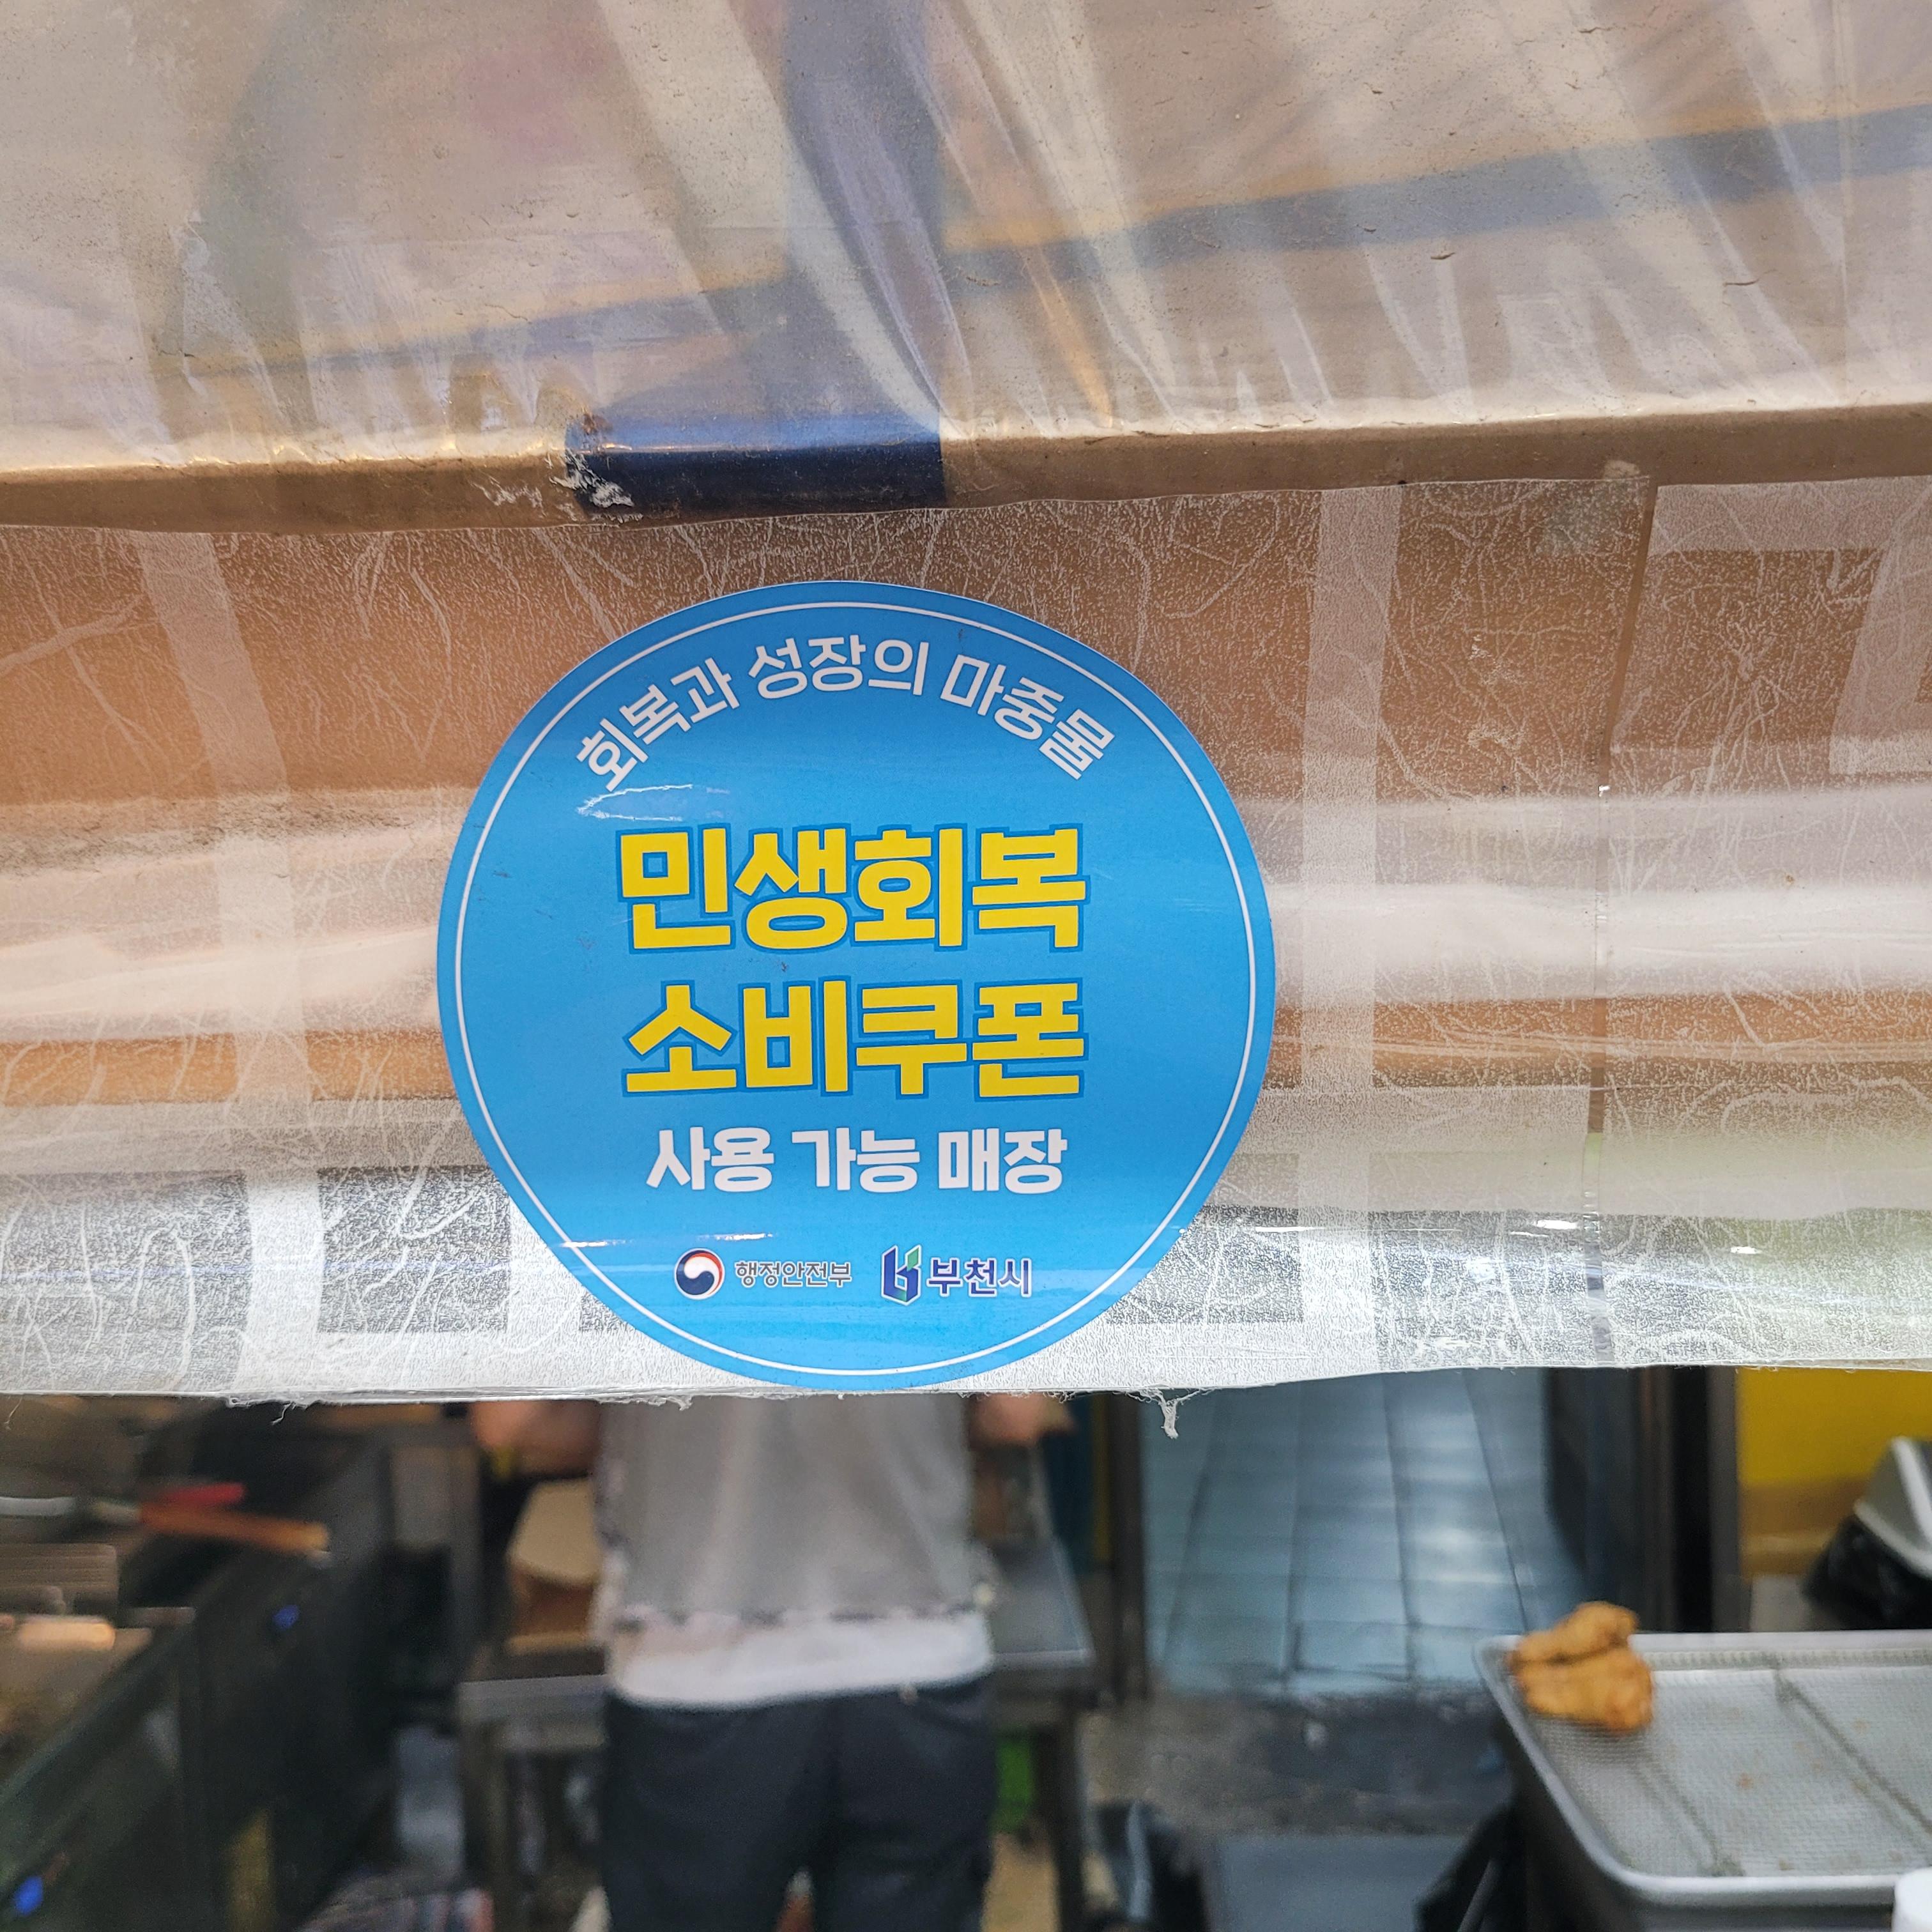 회복과 성장의 마중물
민생회복
소비쿠폰
사용 가능 매장
행정안전부 부천시